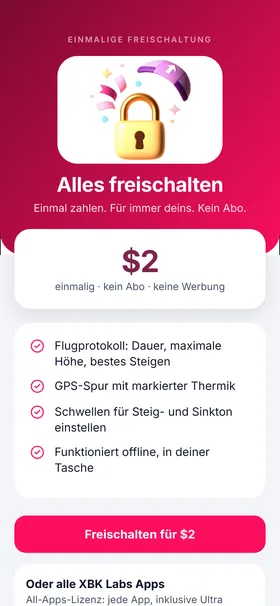 EINMALIGE FREISCHALTUNG
Alles freischalten
Einmal zahlen. Für immer deins. Kein Abo.
$2
einmalig · kein Abo · keine Werbung
Flugprotokoll: Dauer, maximale
Höhe, bestes Steigen
GPS-Spur mit markierter Thermik
Schwellen für Steig- und Sinkton
einstellen
Funktioniert offline, in deiner
Tasche
Freischalten für $2
Oder alle XBK Labs Apps
All-Apps-Lizenz: jede App, inklusive Ultra